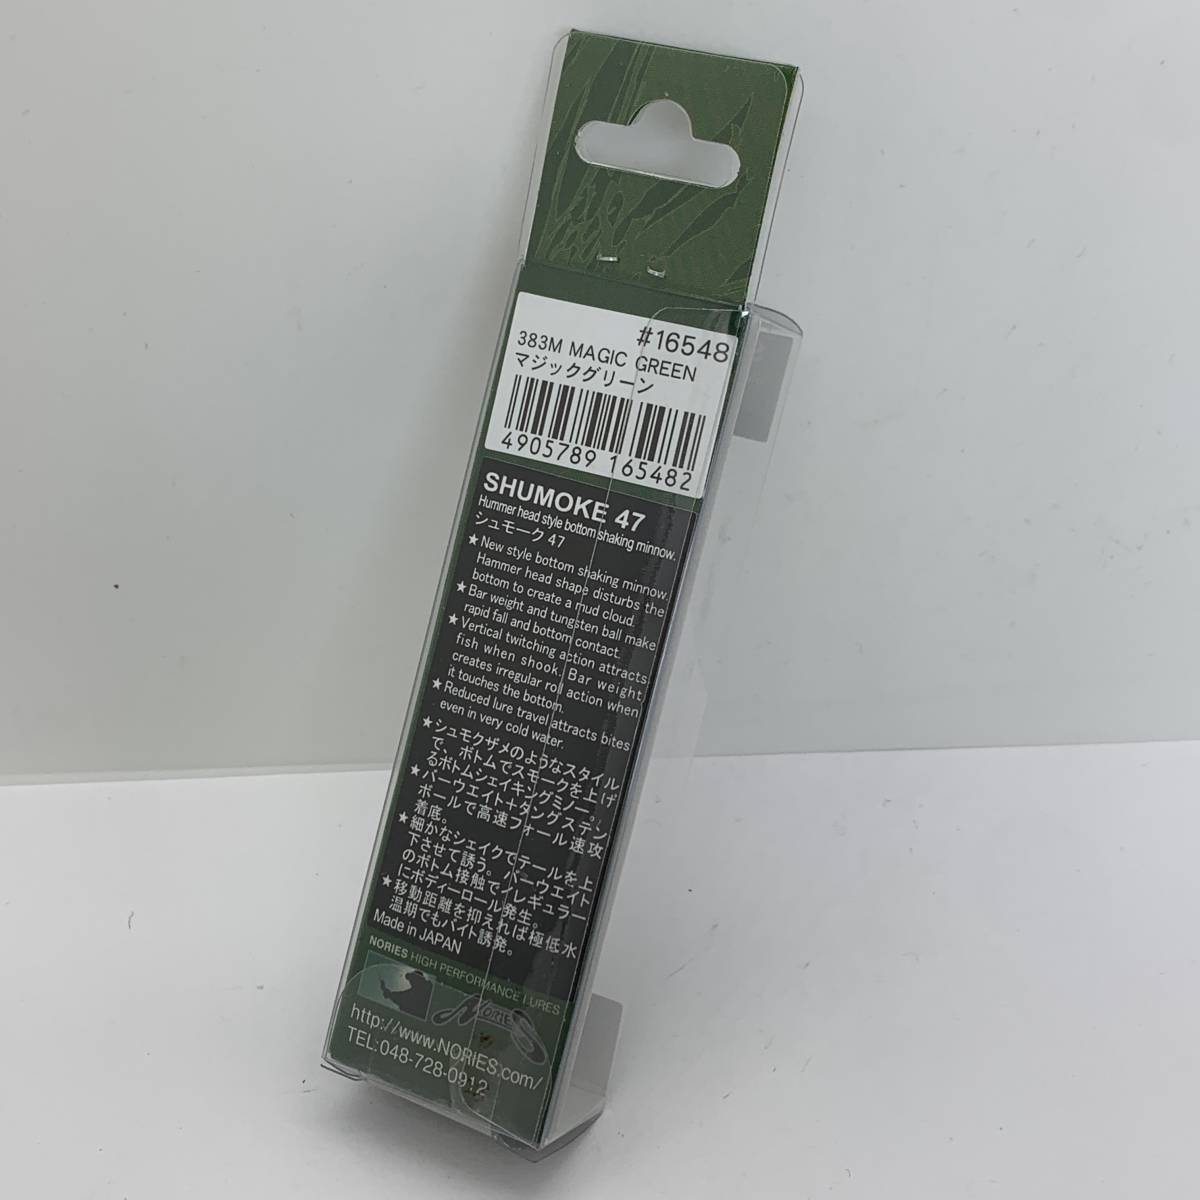 #16548
383M MAGIC GREEN
マジックグリーン
4905789 165482
SHUMOKE 47
Hummer head style bottom shaking minnow.
シュモーク47
★New style bottom shaking minnow.
Hammer head shape disturbs the
bottom to create a mud cloud.
★Bar weight and tungsten ball make
rapid fall and bottom contact.
★Vertical twitching action attracts
fish when shook. Bar weight
creates irregular roll action when
it touches the bottom.
★Reduced lure travel attracts bites
even in very cold water.
★シュモクザメのようなスタイル
で、ボトムでスモークを上げ
るボトムシェイキングミノー。
★バーウエイト+タングステン
ボールで高速フォール速攻
着底。
★細かなシェイクでテールを上
下させて誘う。バーウエイト
のボトム接触でイレギュラー
にボディーロール発生。
★移動距離を抑えれば極低水
温期でもバイト誘発。
Made in JAPAN
NORIES HIGH PERFORMANCE LURES
NORIES
http://www.NORIES.com/
TEL:048-728-0912